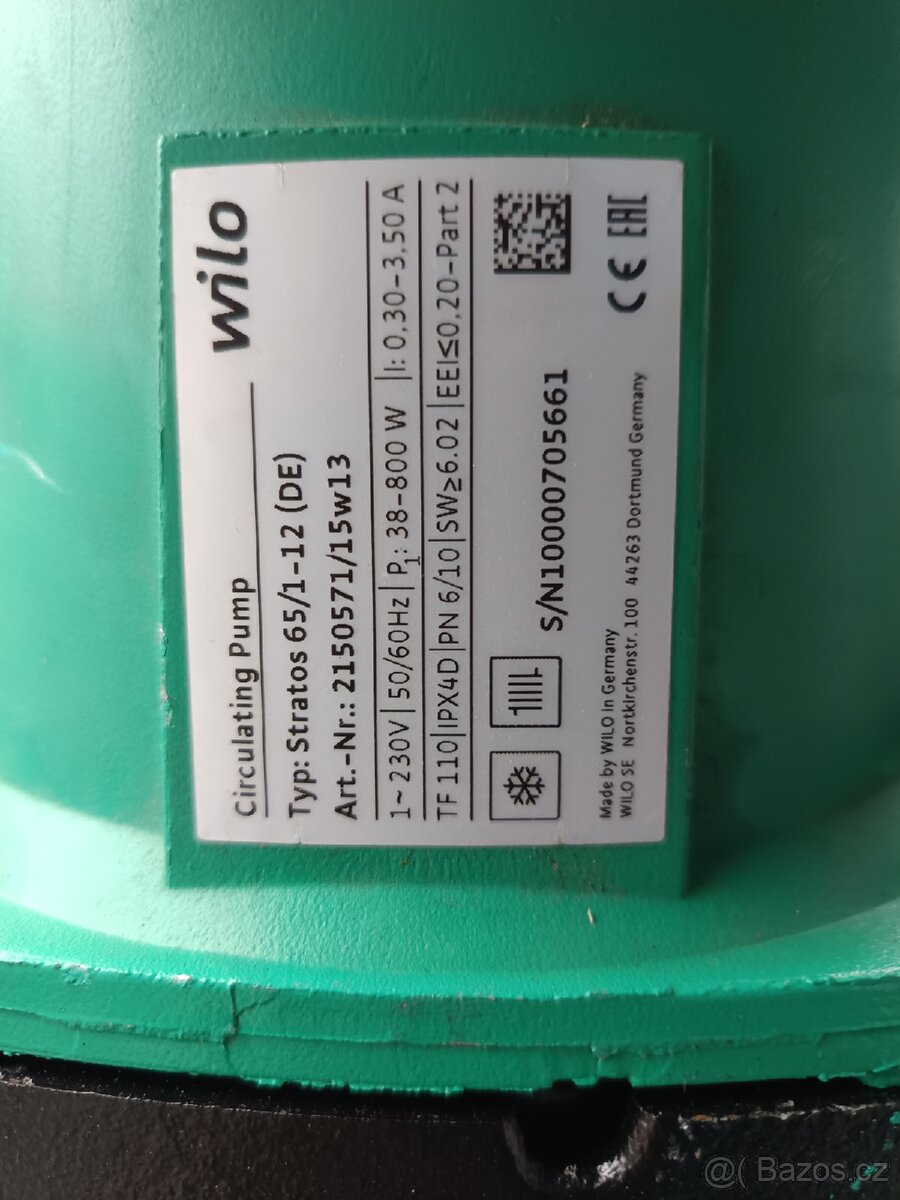 wilo
Circulating Pump
Typ: Stratos 65/1-12 (DE)
Art.-Nr.: 2150571/15w13
1~ 230V | 50/60Hz | P₁: 38-800 W | I: 0,30-3,50 A
TF 110 | IPX4D | PN 6/10 | SW≥6.02 | EEI≤0,20-Part 2
S/N1000705661
CE EAC
Made by WILO in Germany
WILO SE Nortkirchenstr. 100 44263 Dortmund Germany
@( Bazos.cz